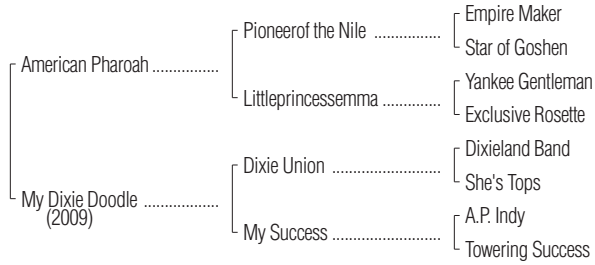 Empire Maker
Pioneerof the Nile ................
Star of Goshen
American Pharoah ................
Yankee Gentleman
Littleprincessemma ..............
Exclusive Rosette
Dixieland Band
Dixie Union ..........................
She's Tops
My Dixie Doodle ..................
(2009)
A.P. Indy
My Success ..........................
Towering Success